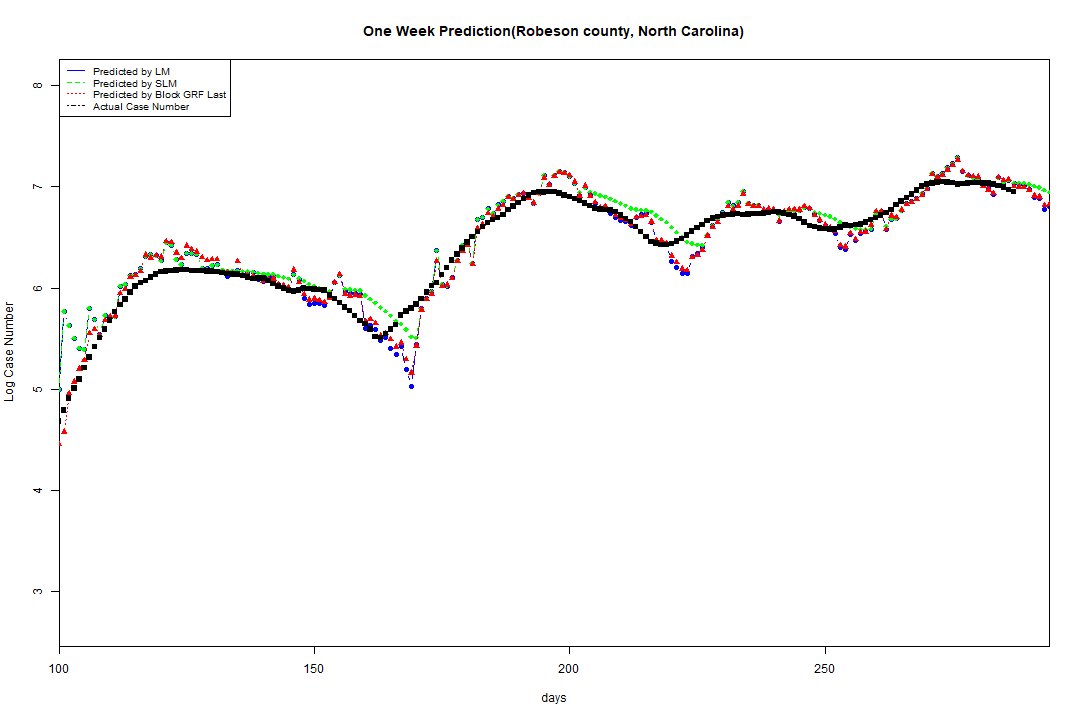 One Week Prediction(Robeson county, North Carolina)
Predicted by LM
Predicted by SLM
Predicted by Block GRF Last
Actual Case Number
8
7
6
5
4
3
Log Case Number
100 150 200 250
days